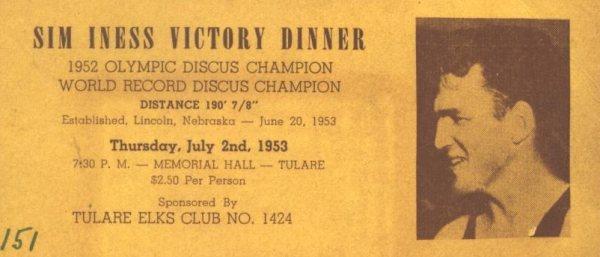 SIM INESS VICTORY DINNER
1952 OLYMPIC DISCUS CHAMPION
WORLD RECORD DISCUS CHAMPION
DISTANCE 190' 7/8"
Established, Lincoln, Nebraska — June 20, 1953
Thursday, July 2nd, 1953
7:30 P. M. — MEMORIAL HALL — TULARE
$2.50 Per Person
Sponsored By
TULARE ELKS CLUB NO. 1424
151